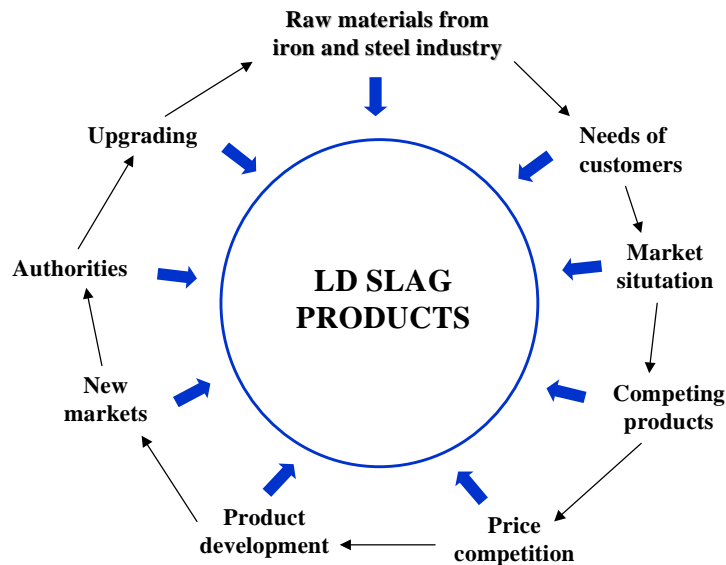 Raw materials from
iron and steel industry
Needs of
customers
Market
situtation
Competing
products
Price
competition
Product
development
New
markets
Authorities
Upgrading
LD SLAG
PRODUCTS